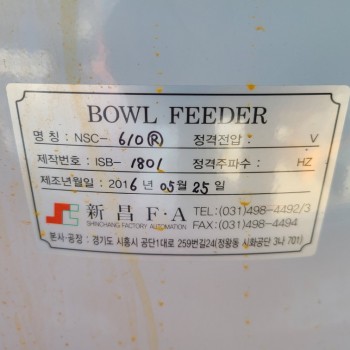 BOWL FEEDER
명 칭 : NSC- 610Ⓡ 정격전압 : V
제작번호 : ISB- 1801 정격주파수 : HZ
제조년월일 : 2016 년 05 월 25 일
新昌 F·A TEL:(031)498-4492/3
SHINCHANG FACTORY AUTOMATION FAX:(031)498-4494
본사·공장 : 경기도 시흥시 공단1대로 259번길24(정왕동 시화공단 3나 701)